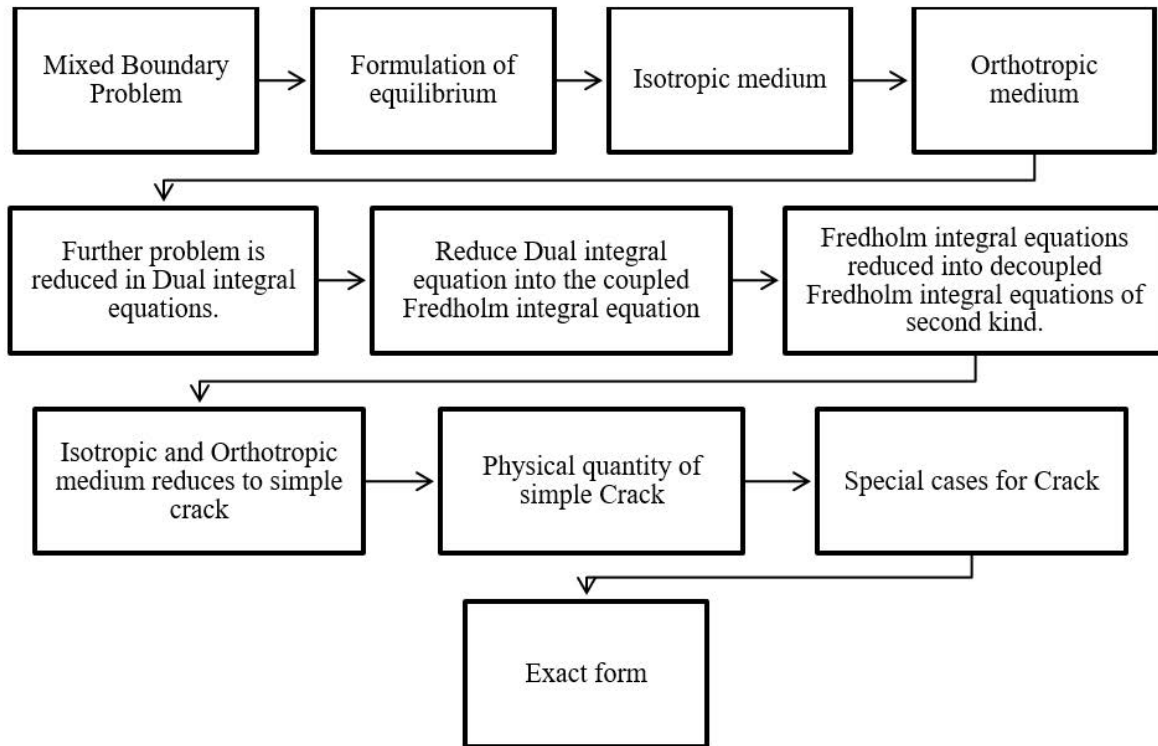 Mixed Boundary
Problem
Formulation of
equilibrium
Isotropic medium
Orthotropic
medium
Further problem is
reduced in Dual integral
equations.
Reduce Dual integral
equation into the coupled
Fredholm integral equation
Fredholm integral equations
reduced into decoupled
Fredholm integral equations of
second kind.
Isotropic and Orthotropic
medium reduces to simple
crack
Physical quantity of
simple Crack
Special cases for Crack
Exact form